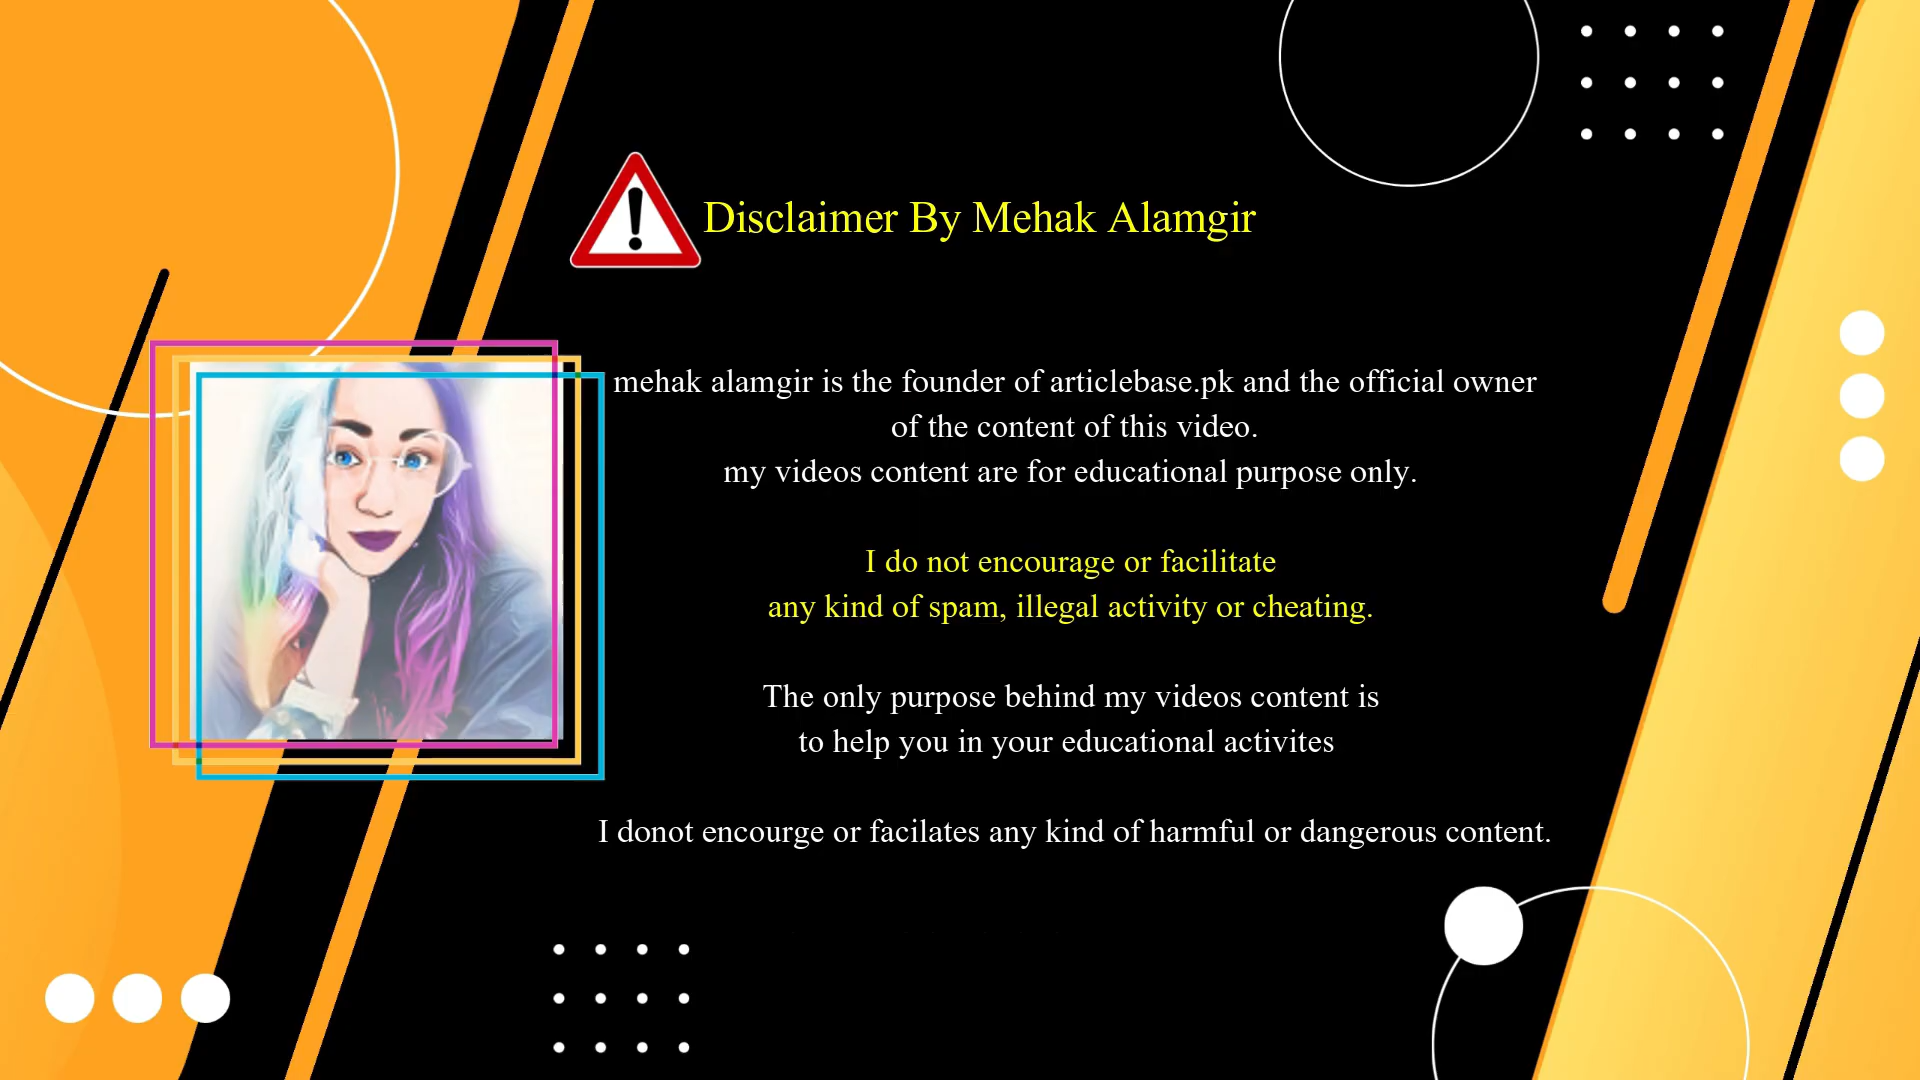 Disclaimer By Mehak Alamgir
mehak alamgir is the founder of articlebase.pk and the official owner
of the content of this video.
my videos content are for educational purpose only.
I do not encourage or facilitate
any kind of spam, illegal activity or cheating.
The only purpose behind my videos content is
to help you in your educational activites
I donot encourge or facilates any kind of harmful or dangerous content.